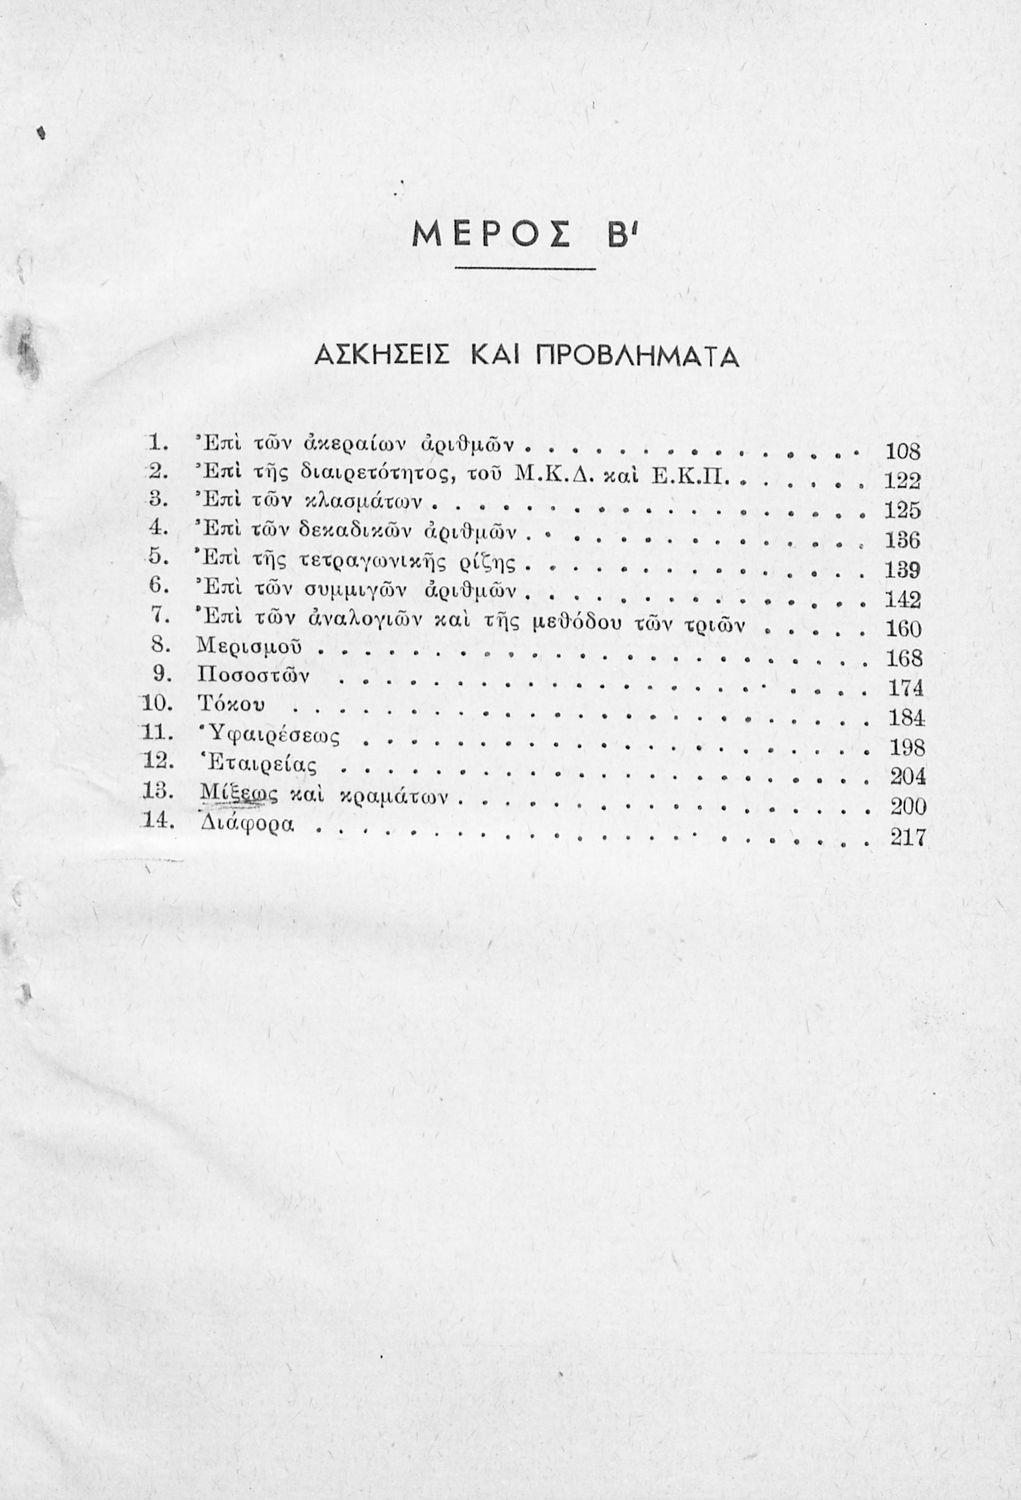 ΜΕΡΟΣ Β'
ΑΣΚΗΣΕΙΣ ΚΑΙ ΠΡΟΒΛΗΜΑΤΑ
1. Ἐπὶ τῶν ἀκεραίων ἀριθμῶν . . . . . . . . . . . . . . . 108
2. Ἐπὶ τῆς διαιρετότητος, τοῦ Μ.Κ.Δ. καὶ Ε.Κ.Π. . . . . . . 122
3. Ἐπὶ τῶν κλασμάτων . . . . . . . . . . . . . . . . . . . 125
4. Ἐπὶ τῶν δεκαδικῶν ἀριθμῶν . . . . . . . . . . . . . . . 136
5. Ἐπὶ τῆς τετραγωνικῆς ρίζης . . . . . . . . . . . . . . . 139
6. Ἐπὶ τῶν συμμιγῶν ἀριθμῶν . . . . . . . . . . . . . . . 142
7. Ἐπὶ τῶν ἀναλογιῶν καὶ τῆς μεθόδου τῶν τριῶν . . . . . 160
8. Μερισμοῦ . . . . . . . . . . . . . . . . . . . . . . . . 168
9. Ποσοστῶν . . . . . . . . . . . . . . . . . . . . . . . 174
10. Τόκου . . . . . . . . . . . . . . . . . . . . . . . . . 184
11. Ὑφαιρέσεως . . . . . . . . . . . . . . . . . . . . . . 198
12. Ἑταιρείας . . . . . . . . . . . . . . . . . . . . . . . 204
13. Μίξεως καὶ κραμάτων . . . . . . . . . . . . . . . . . . 200
14. Διάφορα . . . . . . . . . . . . . . . . . . . . . . . . 217